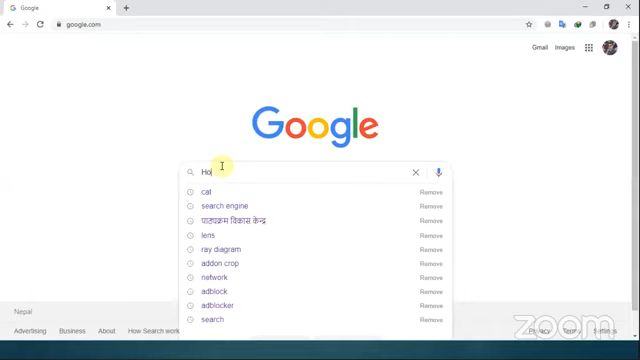 Google
google.com
Gmail Images
Google
Ho
cat Remove
search engine Remove
पाठ्यक्रम विकास केन्द्र Remove
lens Remove
ray diagram Remove
addon crop Remove
network Remove
adblock Remove
adblocker Remove
search Remove
Nepal
Advertising Business About How Search work Privacy Terms Settings
zoom